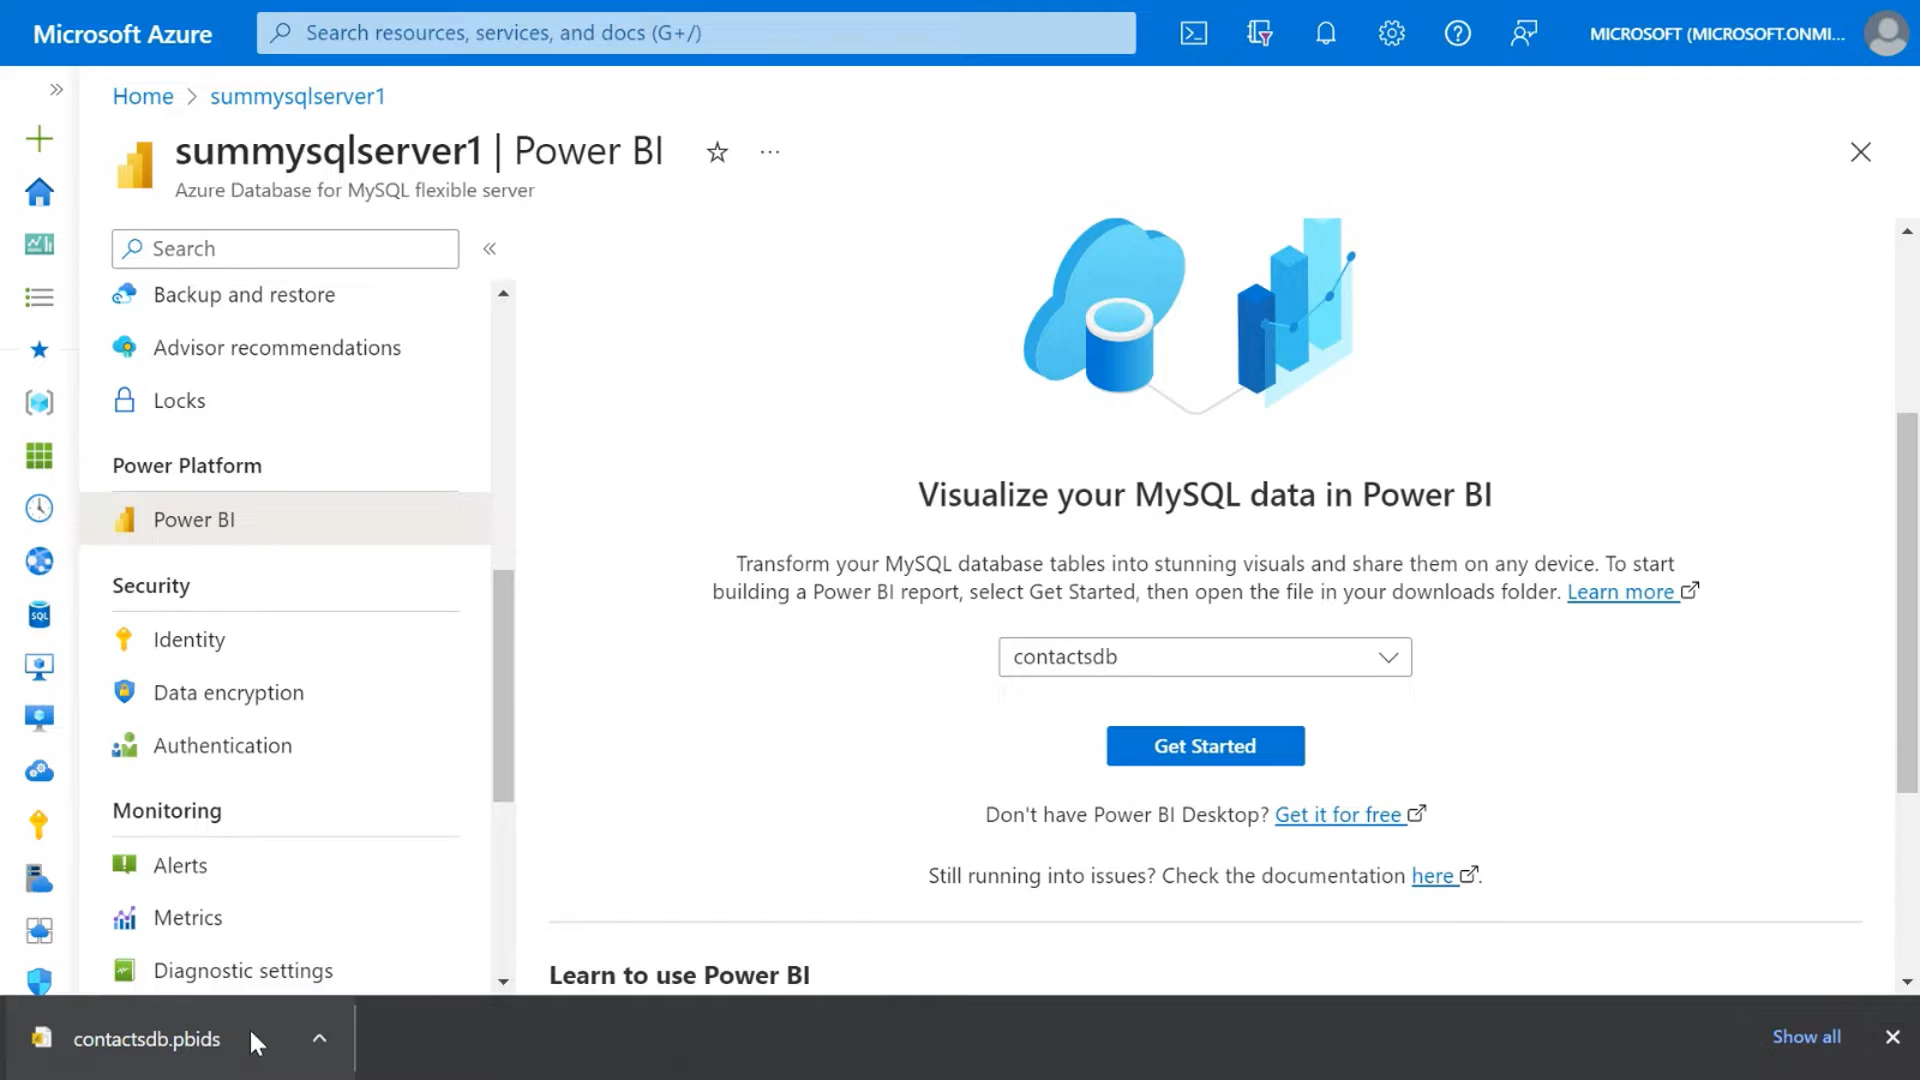 Microsoft Azure
Search resources, services, and docs (G+/)
MICROSOFT (MICROSOFT.ONMI...
Home > summysqlserver1
summysqlserver1 | Power BI
Azure Database for MySQL flexible server
Search
Backup and restore
Advisor recommendations
Locks
Power Platform
Power BI
Security
Identity
Data encryption
Authentication
Monitoring
Alerts
Metrics
Diagnostic settings
SQL
Visualize your MySQL data in Power BI
Transform your MySQL database tables into stunning visuals and share them on any device. To start
building a Power BI report, select Get Started, then open the file in your downloads folder. Learn more
contactsdb
Get Started
Don't have Power BI Desktop? Get it for free
Still running into issues? Check the documentation here.
Learn to use Power BI
contactsdb.pbids
Show all